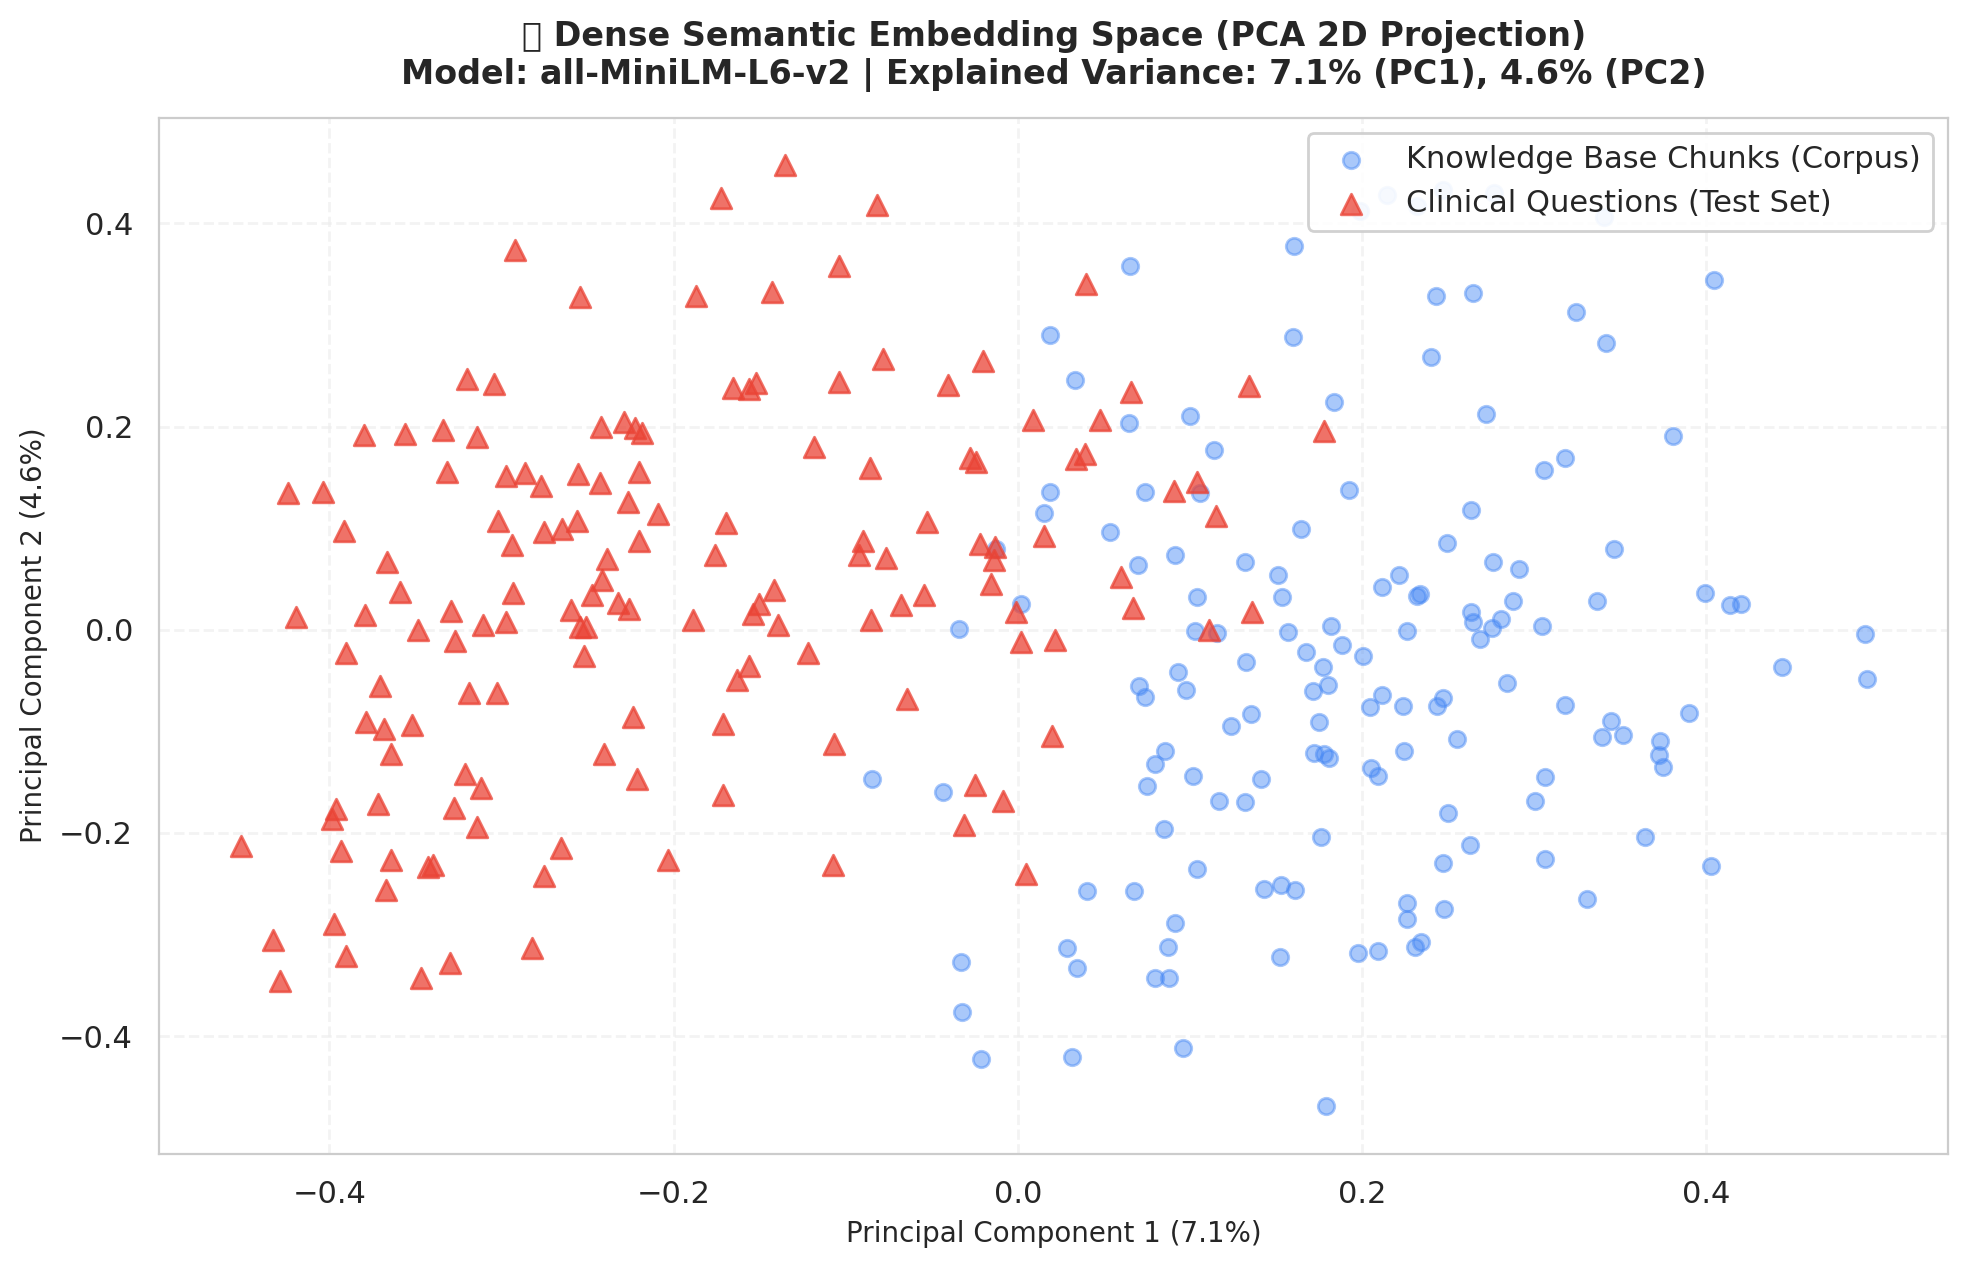 Dense Semantic Embedding Space (PCA 2D Projection)
Model: all-MiniLM-L6-v2 | Explained Variance: 7.1% (PC1), 4.6% (PC2)
Knowledge Base Chunks (Corpus)
Clinical Questions (Test Set)
Principal Component 2 (4.6%)
0.4
0.2
0.0
−0.2
−0.4
−0.4
−0.2
0.0
0.2
0.4
Principal Component 1 (7.1%)